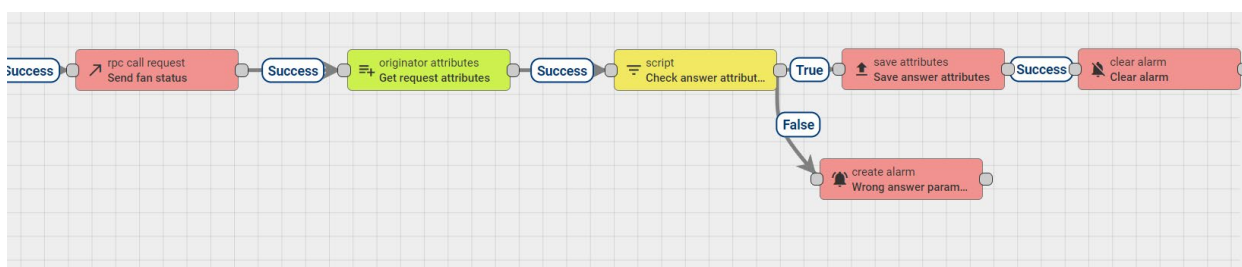 Success
rpc call request
Send fan status
Success
originator attributes
Get request attributes
Success
script
Check answer attribut...
True
save attributes
Save answer attributes
Success
clear alarm
Clear alarm
False
create alarm
Wrong answer param...